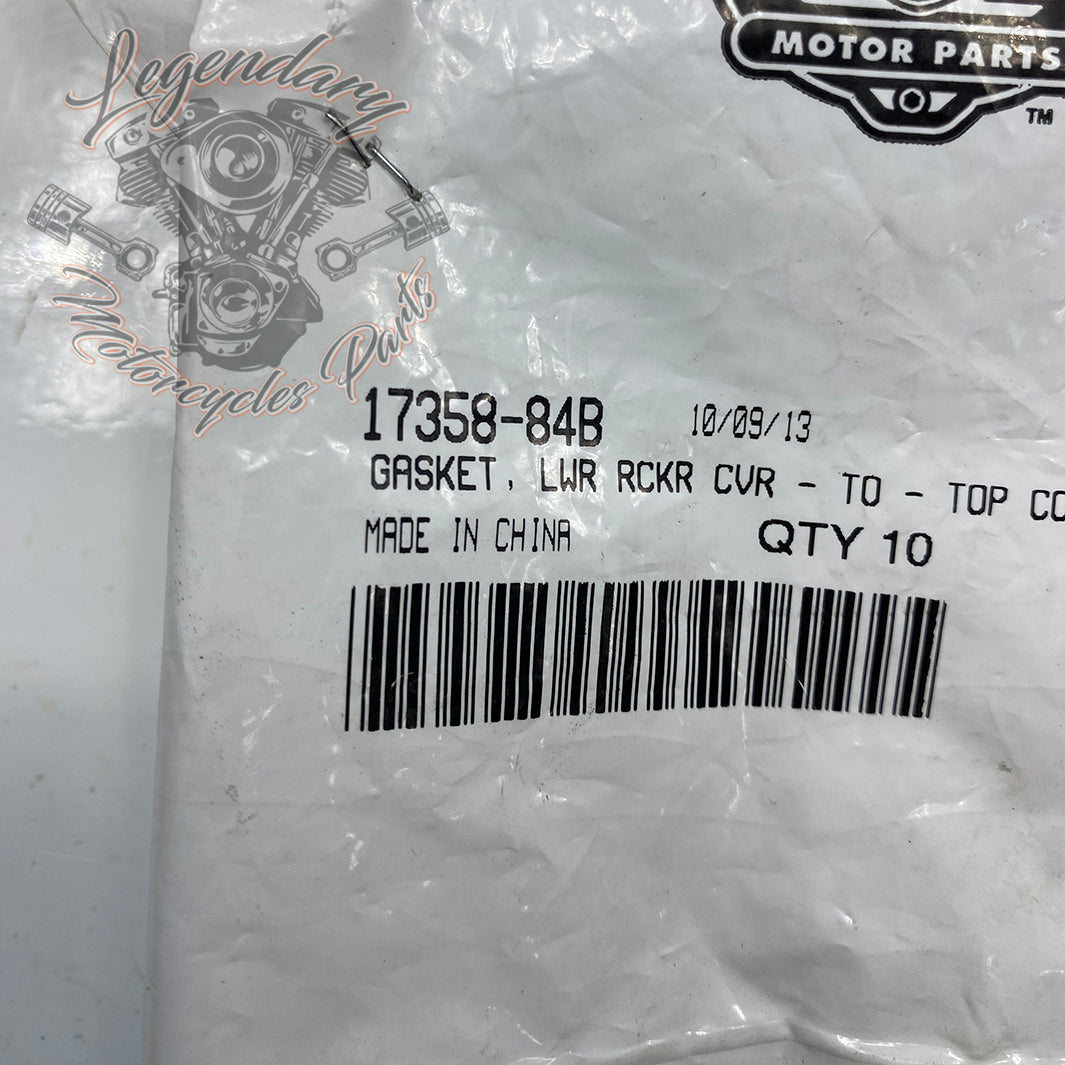 Legendary
MOTOR PARTS
TM
Motorcycles Parts
17358-84B 10/09/13
GASKET, LWR RCKR CVR - TO - TOP CO
MADE IN CHINA QTY 10